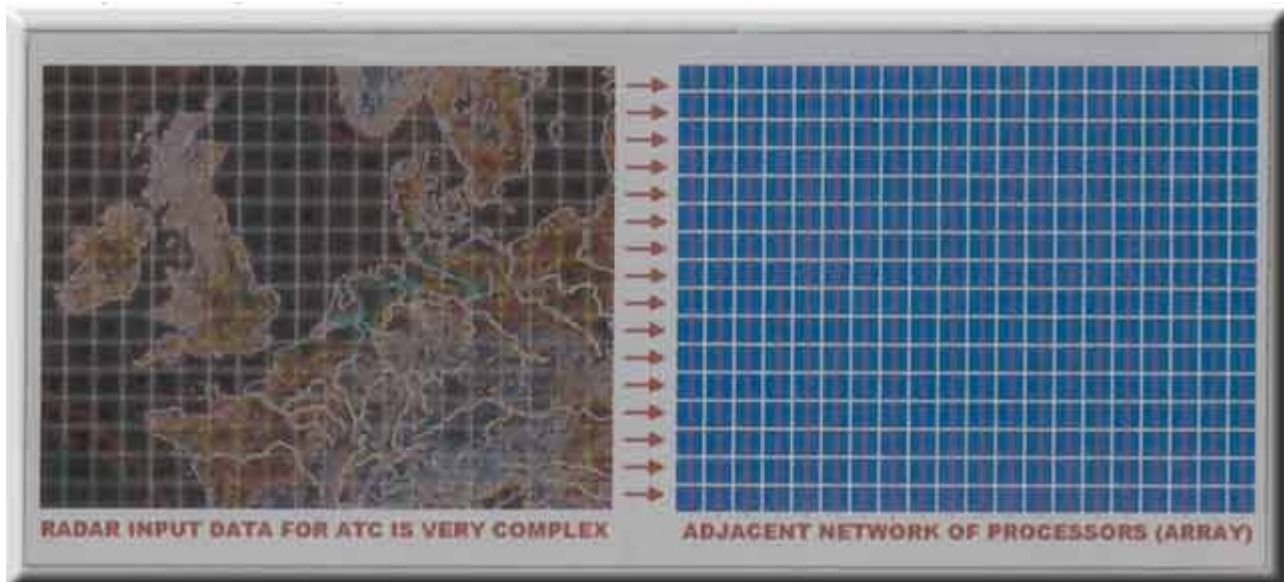 RADAR INPUT DATA FOR ATC IS VERY COMPLEX
ADJACENT NETWORK OF PROCESSORS (ARRAY)